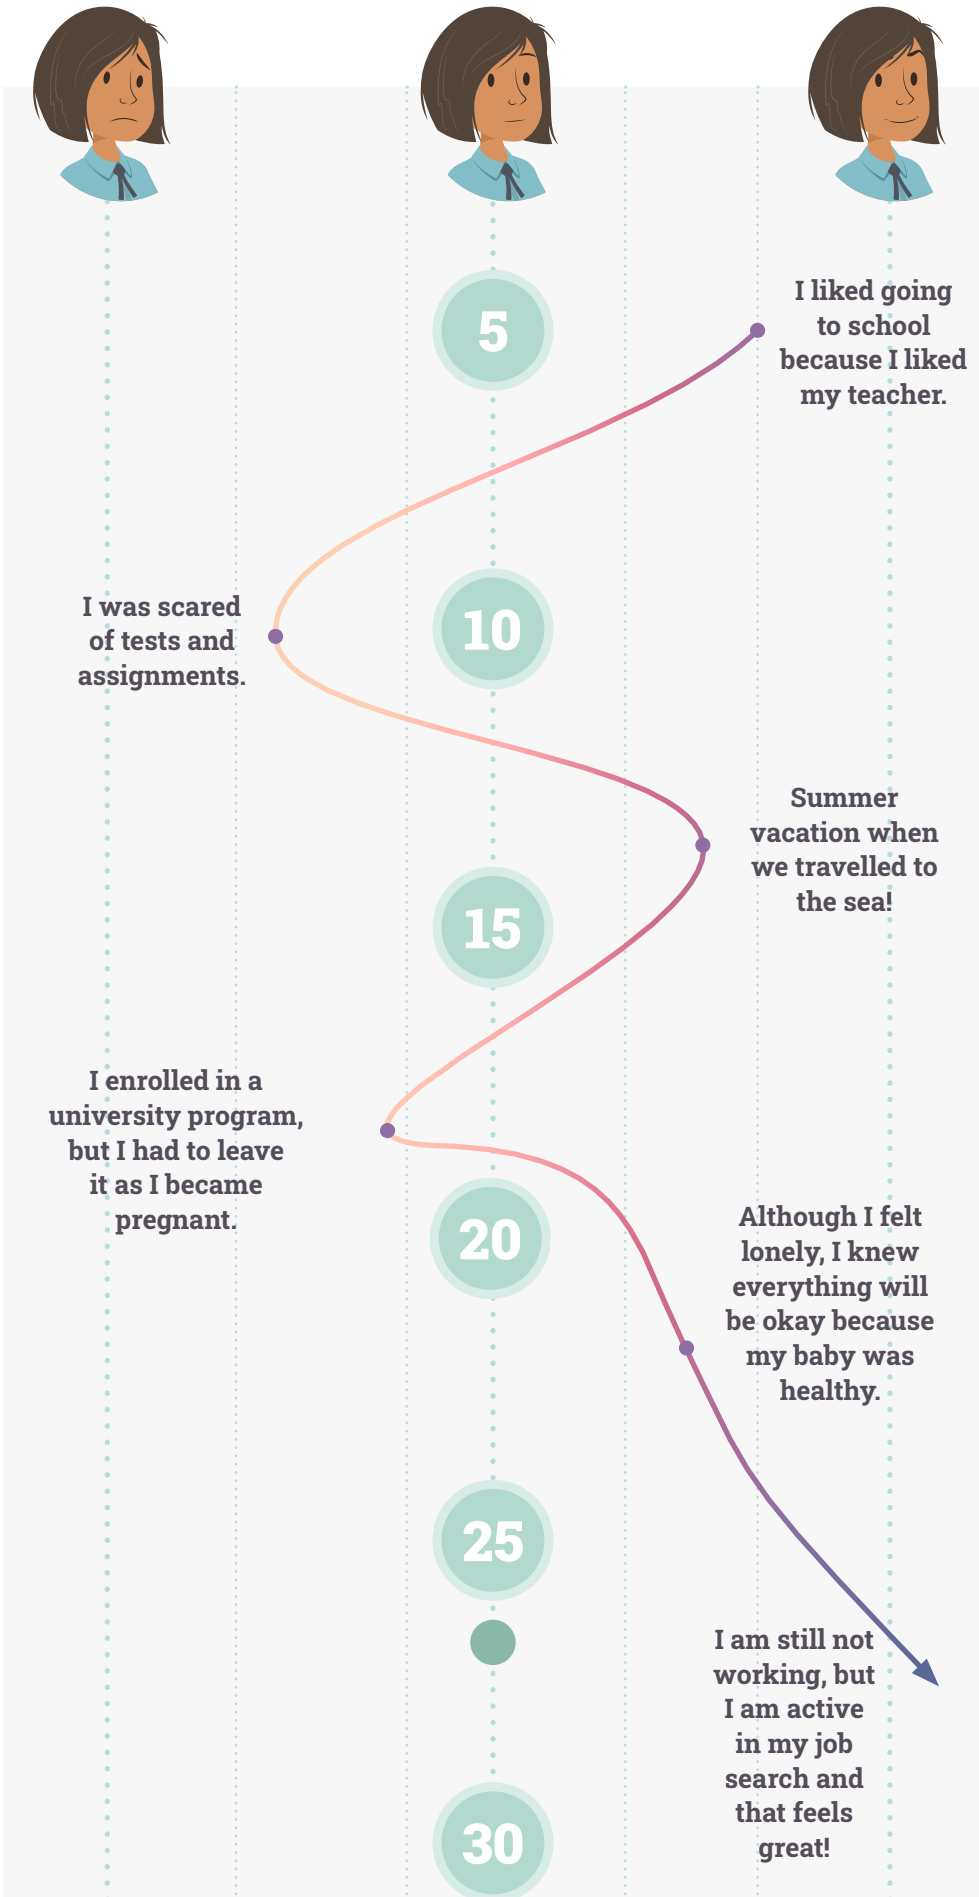 5
I liked going
to school
because I liked
my teacher.
I was scared
of tests and
assignments.
10
Summer
vacation when
we travelled to
the sea!
15
I enrolled in a
university program,
but I had to leave
it as I became
pregnant.
20
Although I felt
lonely, I knew
everything will
be okay because
my baby was
healthy.
25
I am still not
working, but
I am active
in my job
search and
that feels
great!
30